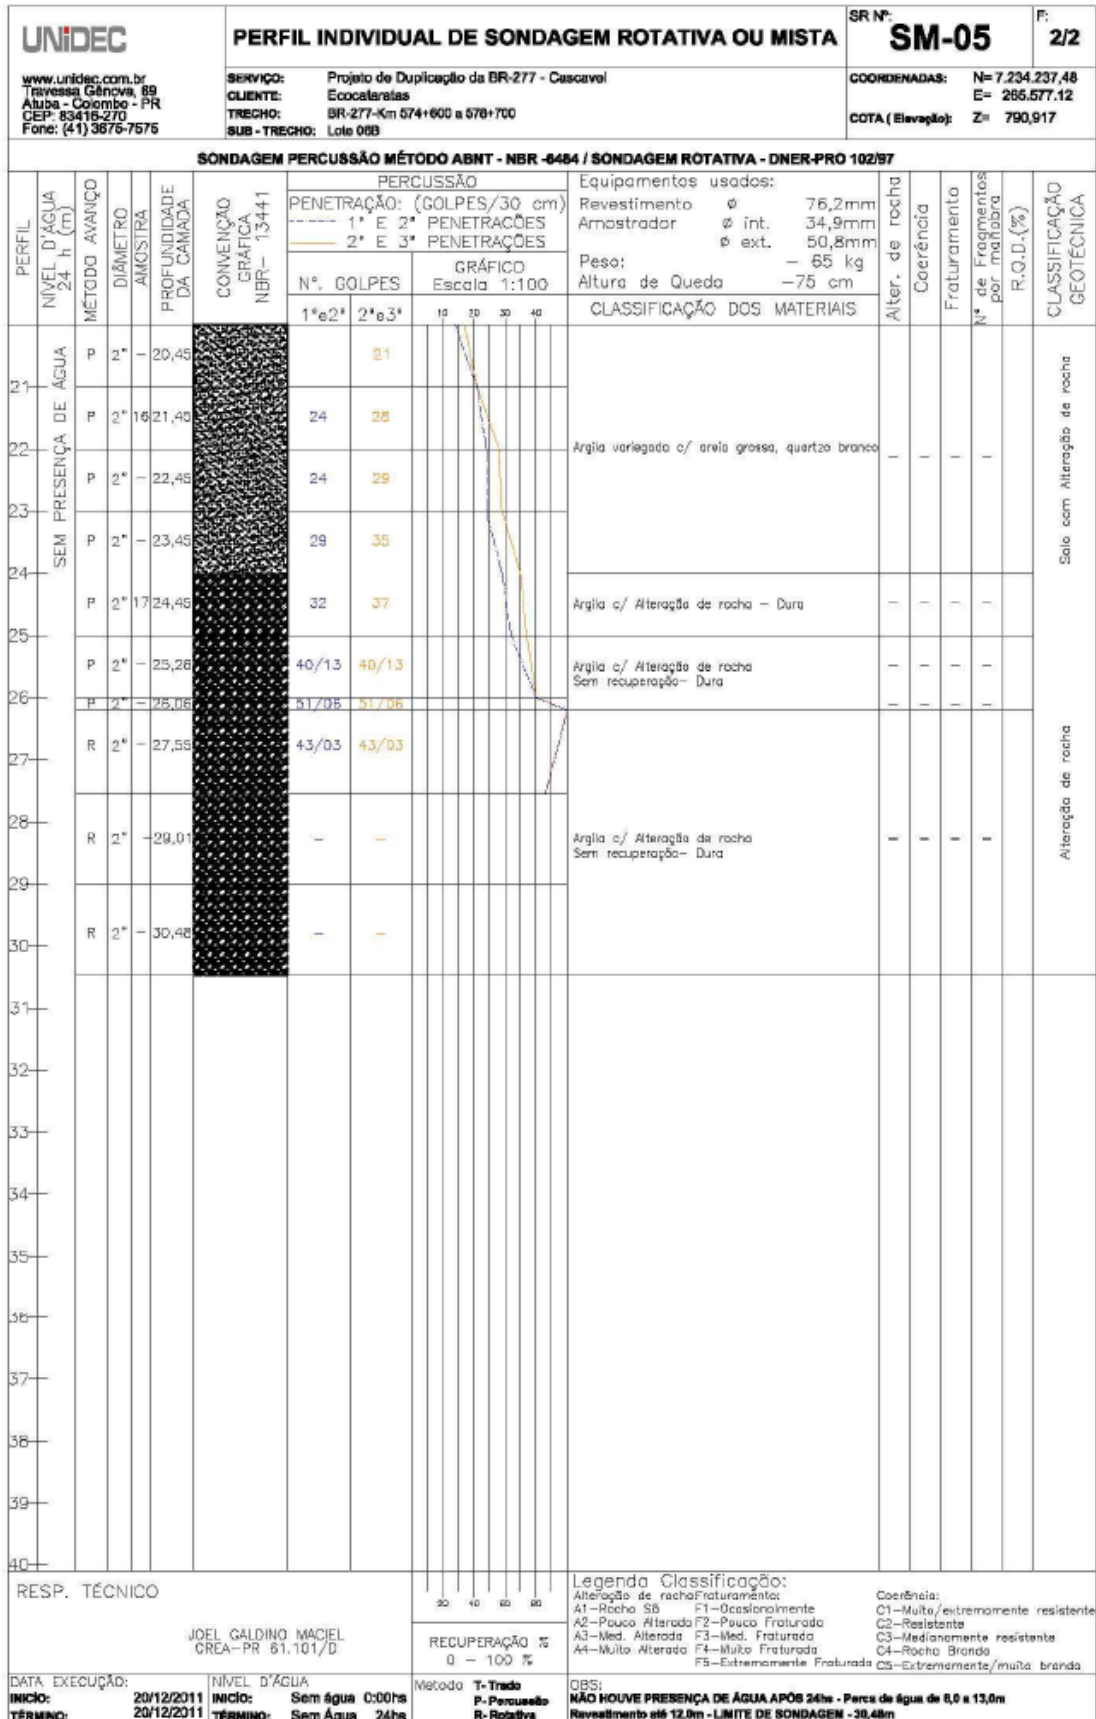 UNiDEC
PERFIL INDIVIDUAL DE SONDAGEM ROTATIVA OU MISTA
SR Nº:
SM-05
F:
2/2
www.unidec.com.br
Travessa Gênova, 69
Atuba - Colombo - PR
CEP: 83416-270
Fone: (41) 3675-7575
SERVIÇO: Projeto de Duplicação da BR-277 - Cascavel
CLIENTE: Ecocataratas
TRECHO: BR-277-Km 574+600 a 578+700
SUB - TRECHO: Lote 06B
COORDENADAS: N= 7.234.237,48
E= 265.577.12
COTA ( Elevação): Z= 790,917
SONDAGEM PERCUSSÃO MÉTODO ABNT - NBR -6484 / SONDAGEM ROTATIVA - DNER-PRO 102/97
PERFIL
NÍVEL D'ÁGUA
24 h (m)
MÉTODO AVANÇO
DIÂMETRO
AMOSTRA
PROFUNDIDADE
DA CAMADA
CONVENÇÃO
GRÁFICA
NBR- 13441
PERCUSSÃO
PENETRAÇÃO: (GOLPES/30 cm)
1ª E 2ª PENETRAÇÕES
2ª E 3ª PENETRAÇÕES
Nº. GOLPES
1ªe2ª 2ªe3ª
GRÁFICO
Escala 1:100
10 20 30 40
Equipamentos usados:
Revestimento ø 76,2mm
Amostrador ø int. 34,9mm
ø ext. 50,8mm
Peso: – 65 kg
Altura de Queda –75 cm
CLASSIFICAÇÃO DOS MATERIAIS
Alter. de rocha
Coerência
Fraturamento
Nº de Fragmentos
por manobra
R.Q.D.(%)
CLASSIFICAÇÃO
GEOTÉCNICA
SEM PRESENÇA DE ÁGUA
P 2" – 20,45 21
21
P 2" 16 21,45 24 28
Argila variegada c/ areia grossa, quartzo branco – – – –
22
P 2" – 22,45 24 29
23
P 2" – 23,45 29 35
Solo com Alteração de rocha
24
P 2" 17 24,45 32 37 Argila c/ Alteração de rocha – Dura – – – –
25
P 2" – 25,28 40/13 40/13 Argila c/ Alteração de rocha – – – –
Sem recuperação– Dura
26
P 2" – 26,06 51/06 51/06 – – – –
R 2" – 27,55 43/03 43/03
27
28
R 2" – 29,01 – – Argila c/ Alteração de rocha – – – –
Sem recuperação– Dura
Alteração de rocha
29
R 2" – 30,48 – –
30
31
32
33
34
35
36
37
38
39
40
RESP. TÉCNICO
JOEL GALDINO MACIEL
CREA-PR 61.101/D
20 40 60 80
RECUPERAÇÃO %
0 – 100 %
Legenda Classificação:
Alteração de rocha Fraturamento: Coerência:
A1–Rocha Sã F1–Ocasionalmente C1–Muito/extremamente resistente
A2–Pouco Alterada F2–Pouco Fraturado C2–Resistente
A3–Med. Alterada F3–Med. Fraturada C3–Medianamente resistente
A4–Muito Alterada F4–Muito Fraturada C4–Rocha Branda
F5–Extremamente Fraturada C5–Extremamente/muita branda
DATA EXECUÇÃO:
INICÍO: 20/12/2011
TÉRMINO: 20/12/2011
NÍVEL D'ÁGUA
INICIO: Sem água 0:00hs
TÉRMINO: Sem Água 24hs
Metodo T- Trado
P- Percussão
R- Rotativa
OBS:
NÃO HOUVE PRESENÇA DE ÁGUA APÓS 24hs - Perca de água de 8,0 a 13,0m
Revestimento até 12,0m - LIMITE DE SONDAGEM - 30,48m